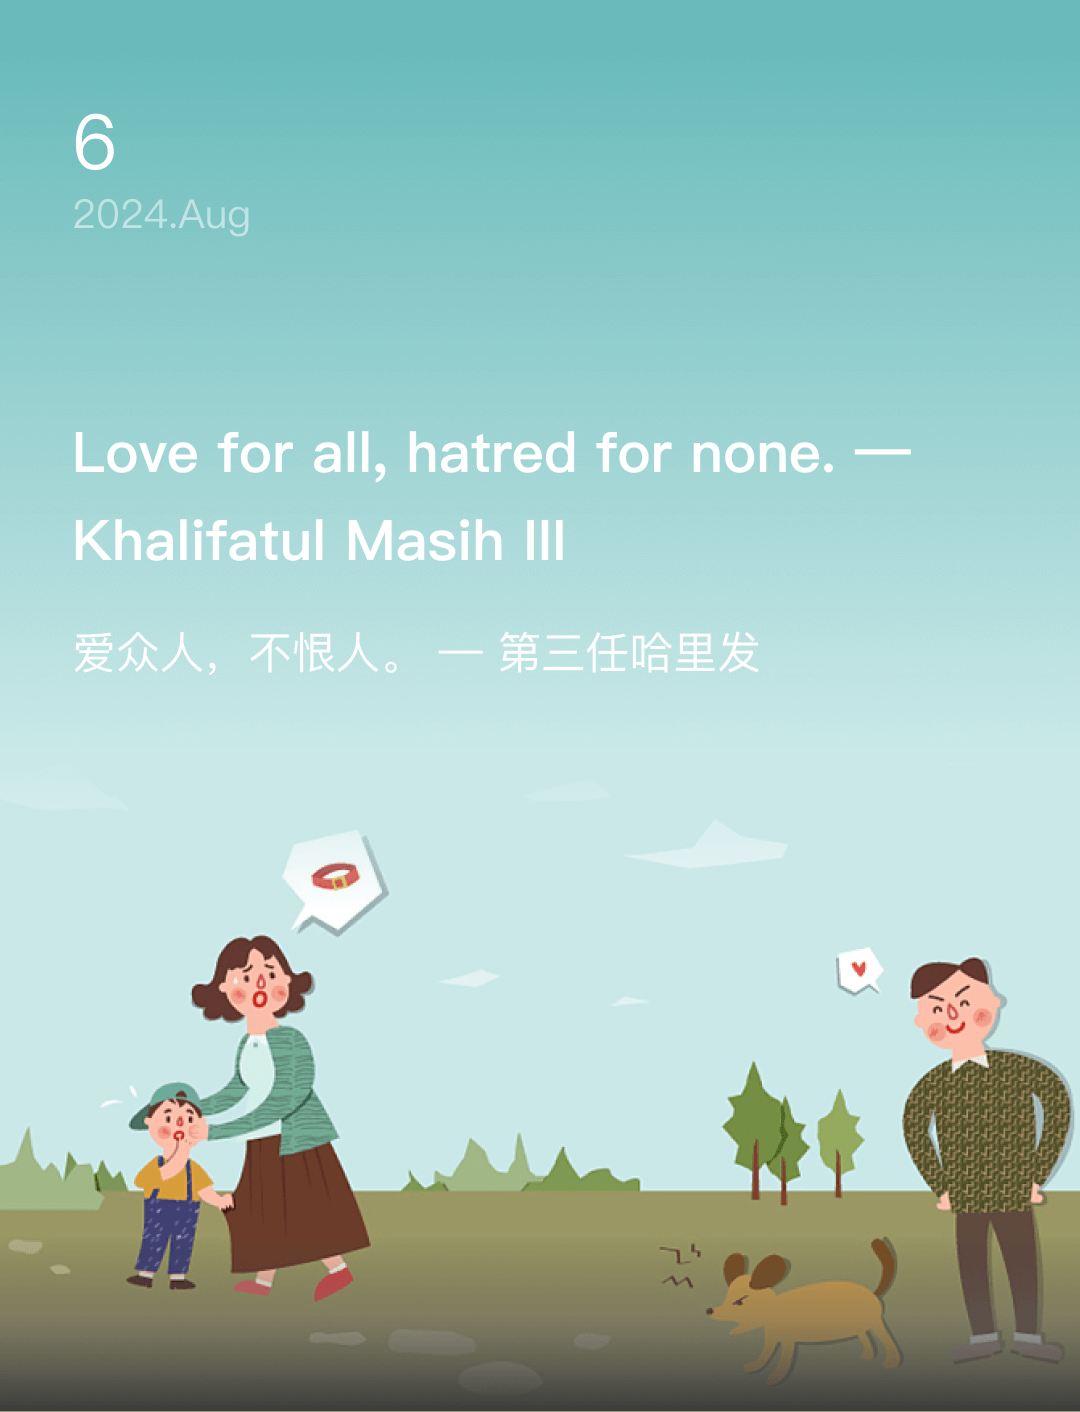 6
2024.Aug
Love for all, hatred for none. —
Khalifatul Masih III
爱众人，不恨人。 — 第三任哈里发